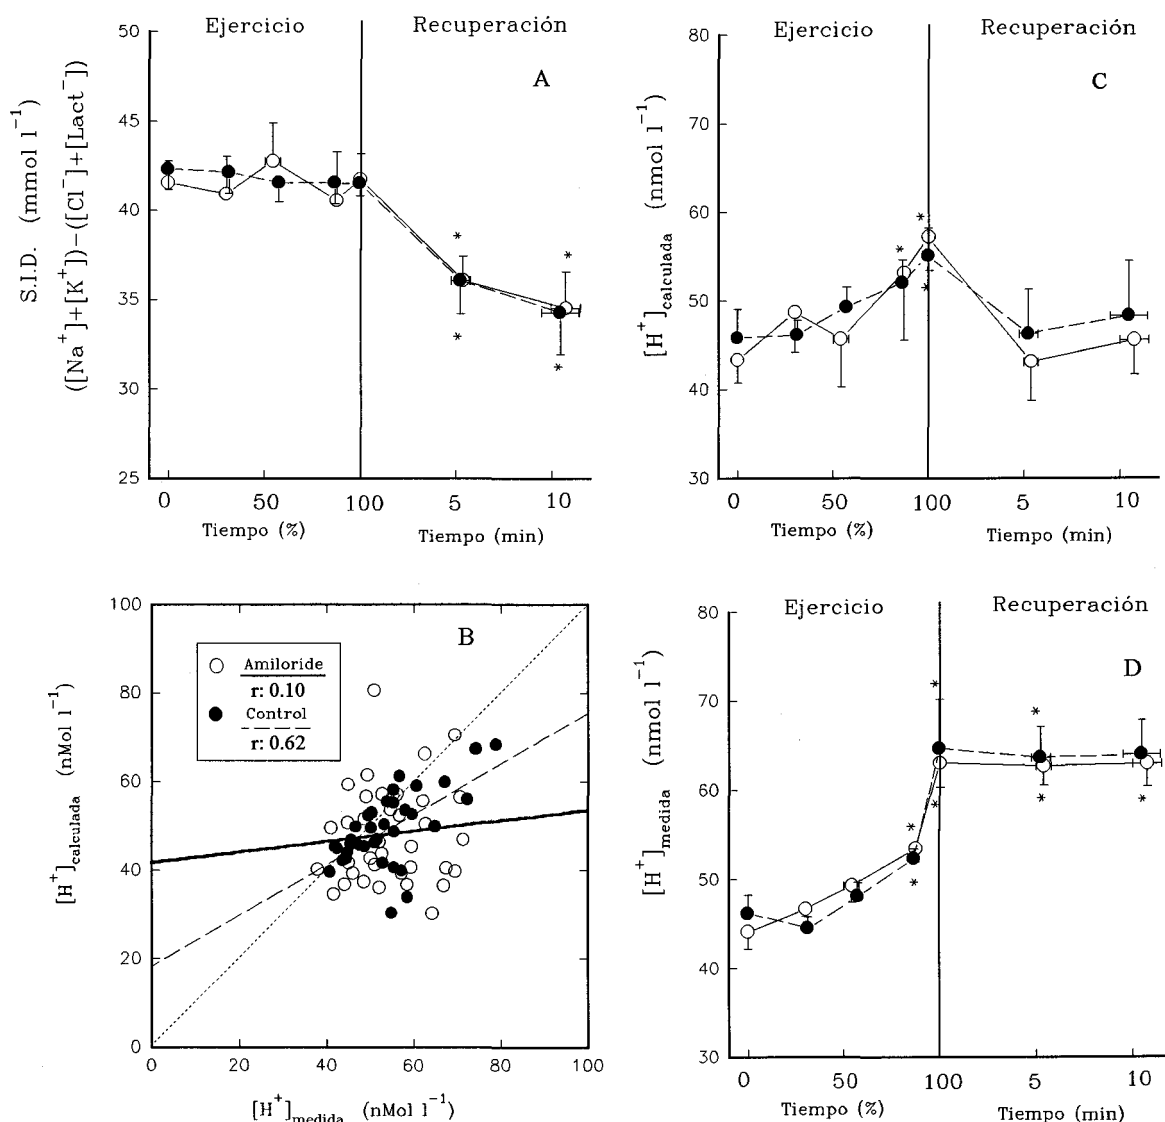 Ejercicio
Recuperación
A
S.I.D. (mmol l⁻¹)
([Na⁺]+[K⁺])−([Cl⁻]+[Lact⁻])
50
45
40
35
30
25
0
50
100
5
10
Tiempo (%)
Tiempo (min)
Ejercicio
Recuperación
C
[H⁺]calculada (nmol l⁻¹)
80
70
60
50
40
30
0
50
100
5
10
Tiempo (%)
Tiempo (min)
B
Amiloride
r: 0.10
Control
r: 0.62
[H⁺]calculada (nMol l⁻¹)
100
80
60
40
20
0
0
20
40
60
80
100
[H⁺]medida (nMol l⁻¹)
Ejercicio
Recuperación
D
[H⁺]medida (nmol l⁻¹)
80
70
60
50
40
30
0
50
100
5
10
Tiempo (%)
Tiempo (min)